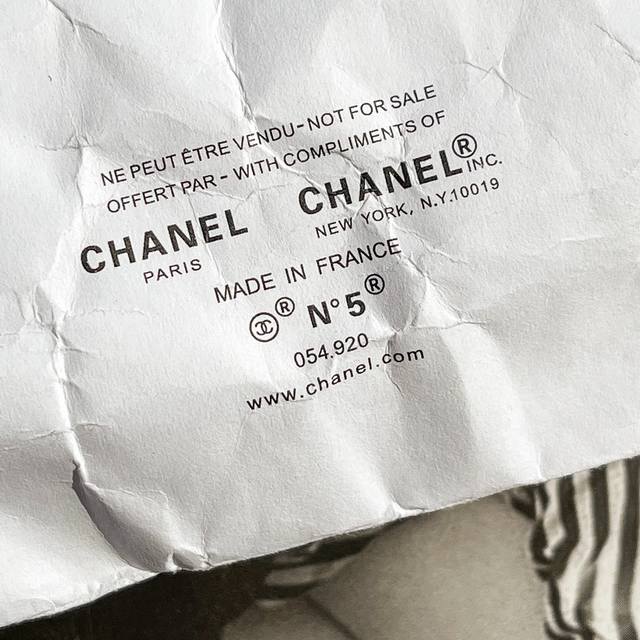 NE PEUT ÊTRE VENDU-NOT FOR SALE
OFFERT PAR - WITH COMPLIMENTS OF
CHANEL CHANEL® INC.
PARIS NEW YORK, N.Y.10019
MADE IN FRANCE
® N°5®
054.920
www.chanel.com